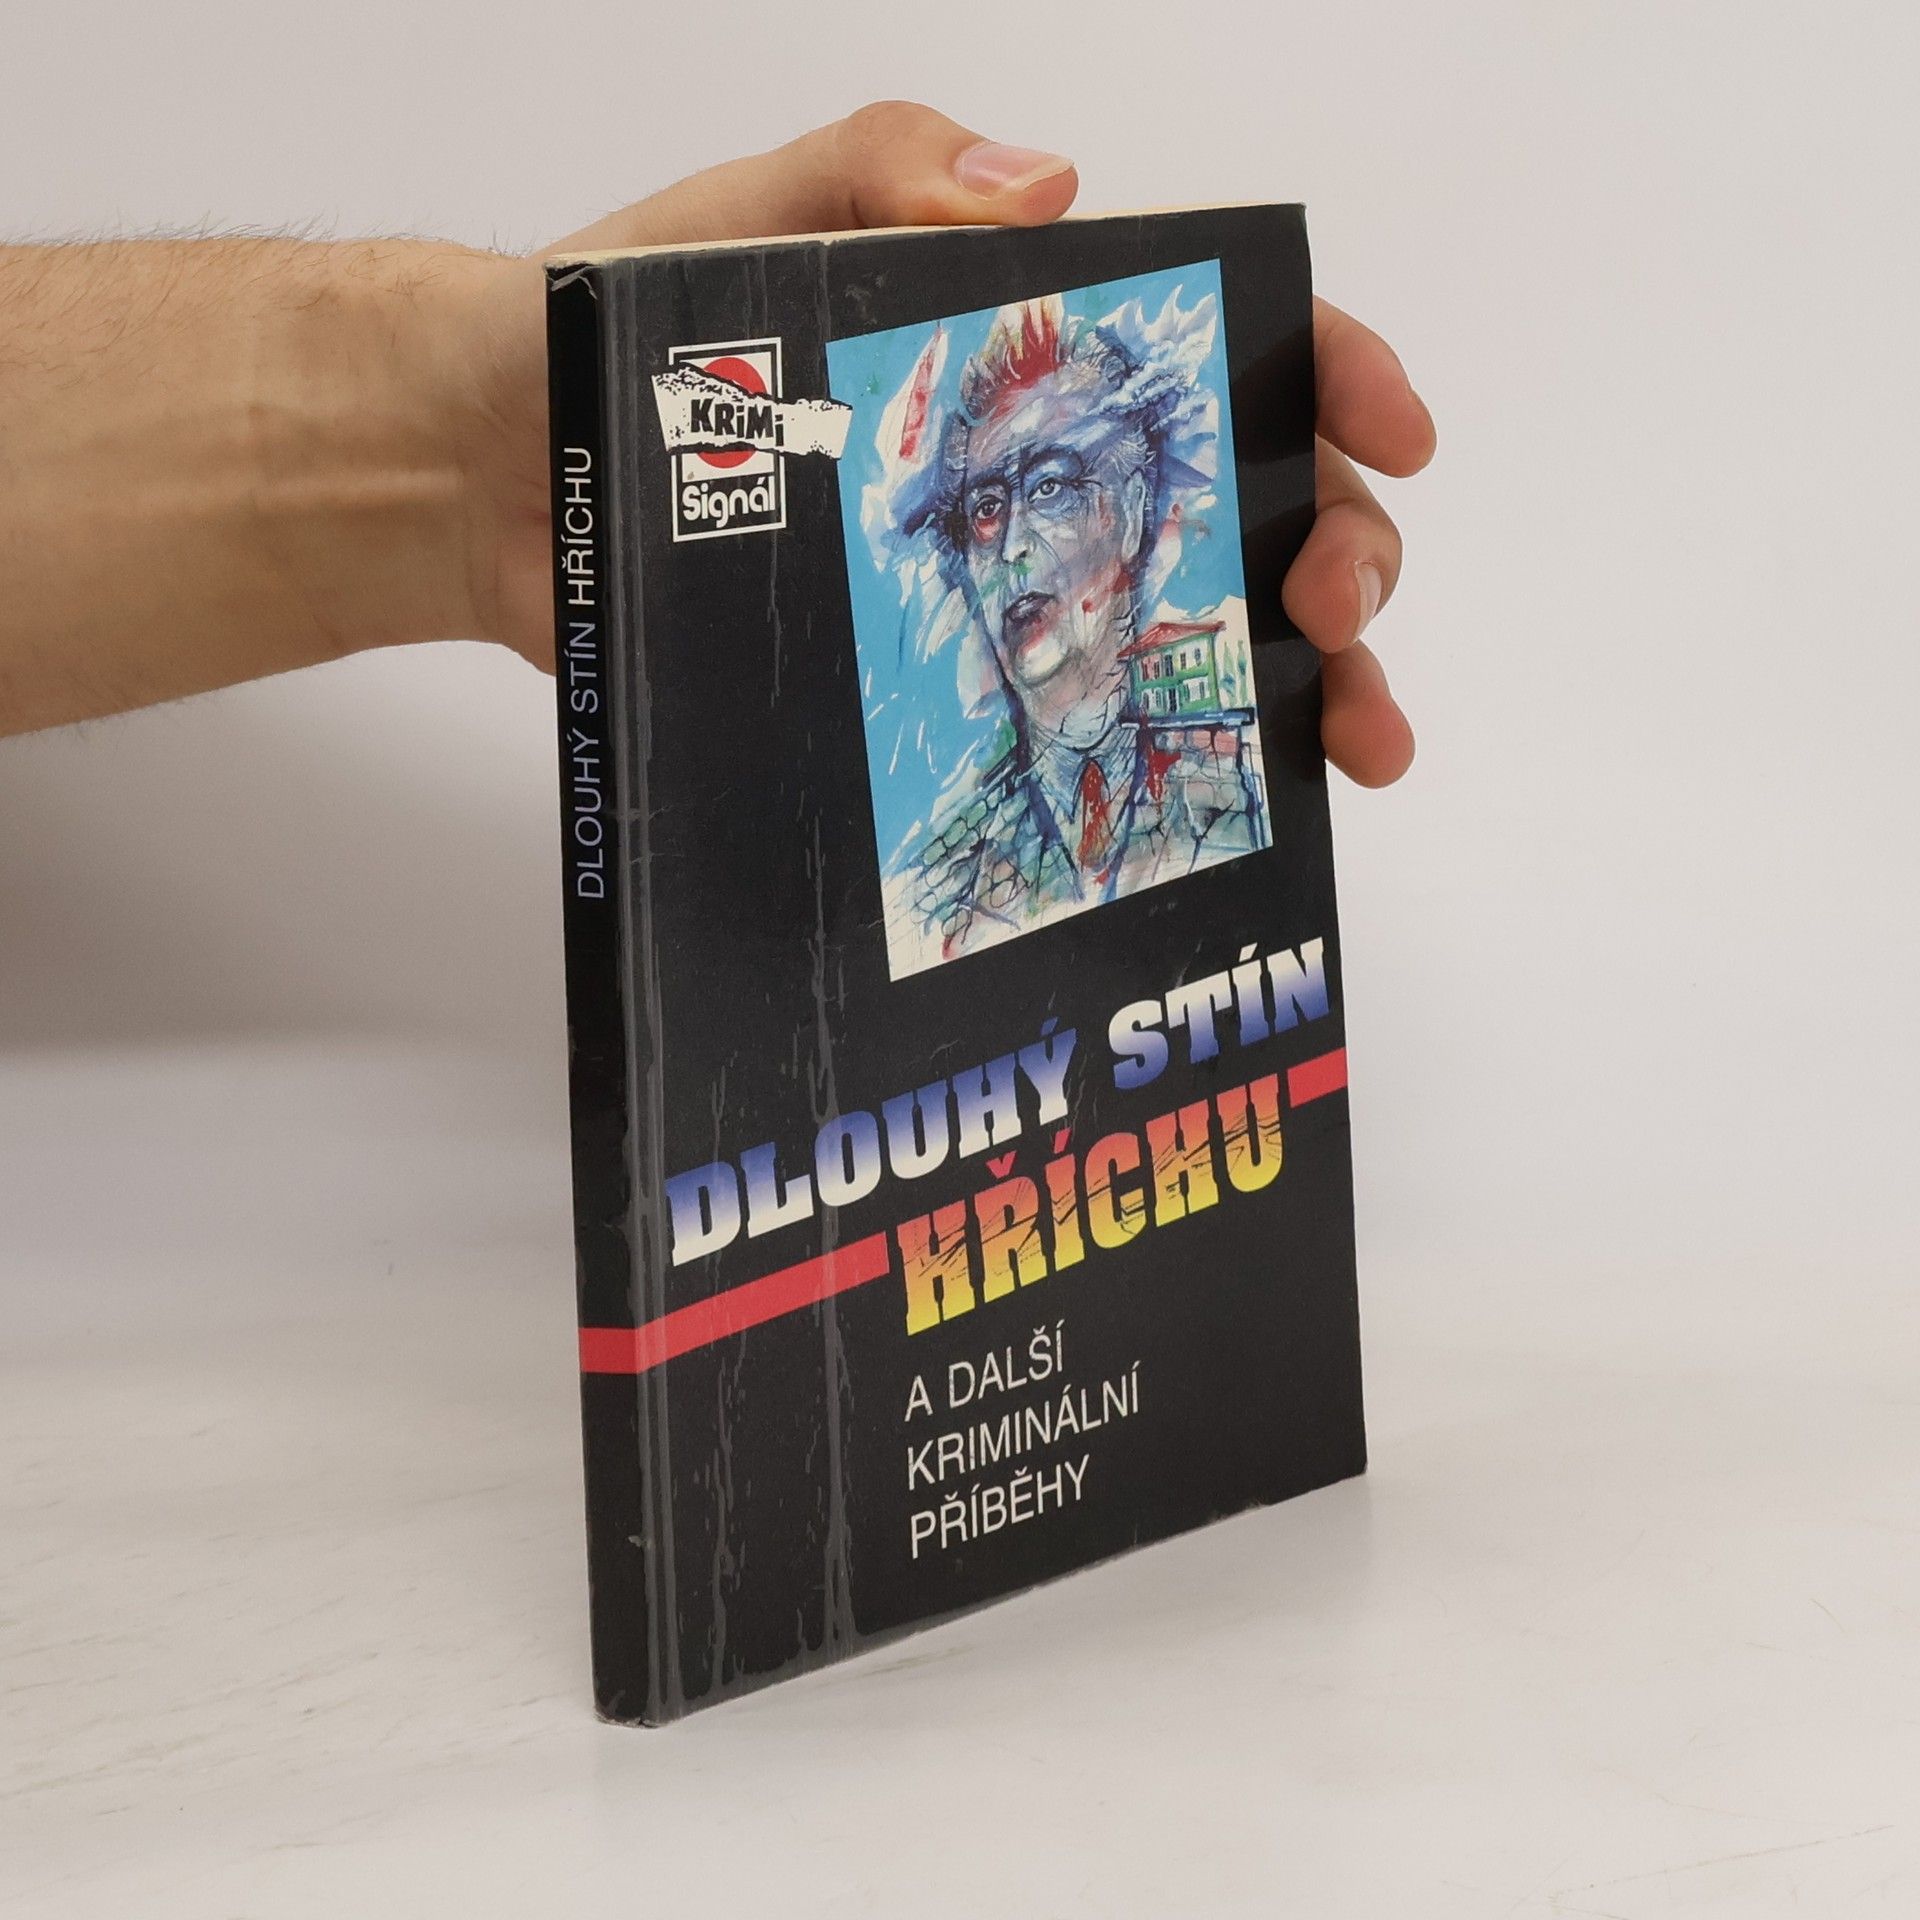 DLOUHÝ STÍN HŘÍCHU
KRiMi
Signál
DLOUHÝ STÍN
HŘÍCHU
A DALŠÍ
KRIMINÁLNÍ
PŘÍBĚHY